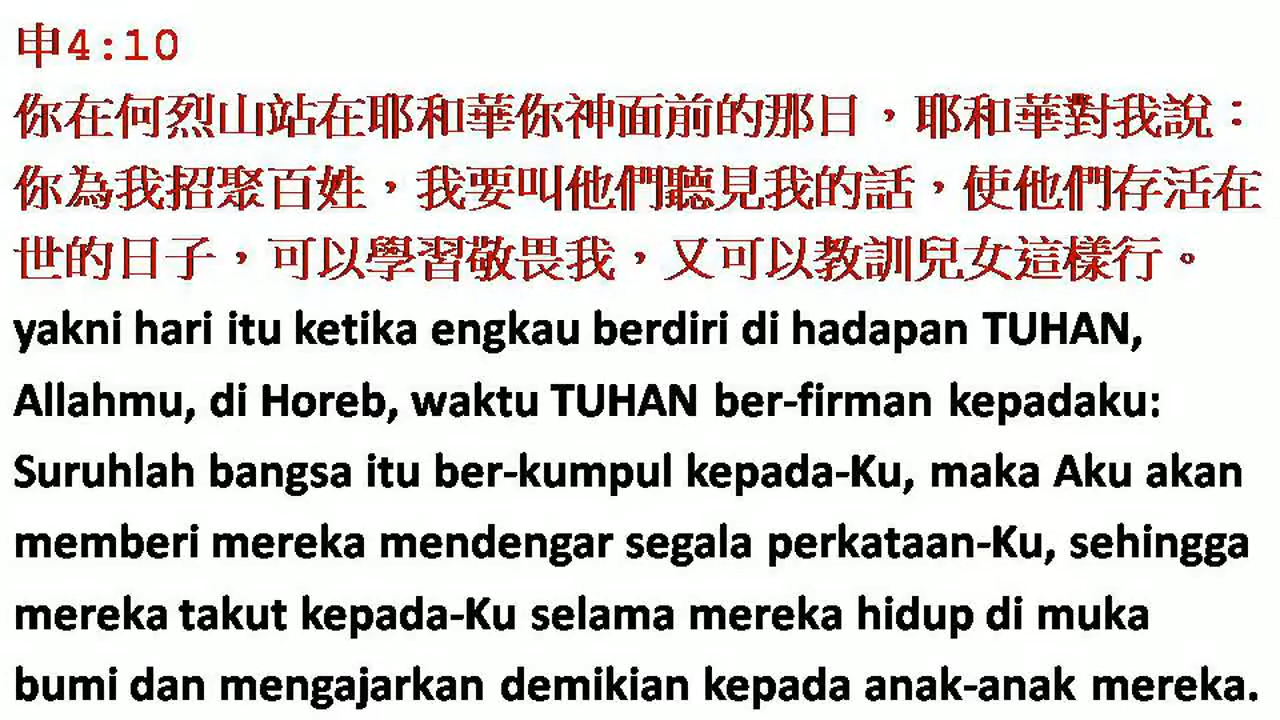 申4:10
你在何烈山站在耶和華你神面前的那日，耶和華對我說：
你為我招聚百姓，我要叫他們聽見我的話，使他們存活在
世的日子，可以學習敬畏我，又可以教訓兒女這樣行。
yakni hari itu ketika engkau berdiri di hadapan TUHAN,
Allahmu, di Horeb, waktu TUHAN ber-firman kepadaku:
Suruhlah bangsa itu ber-kumpul kepada-Ku, maka Aku akan
memberi mereka mendengar segala perkataan-Ku, sehingga
mereka takut kepada-Ku selama mereka hidup di muka
bumi dan mengajarkan demikian kepada anak-anak mereka.